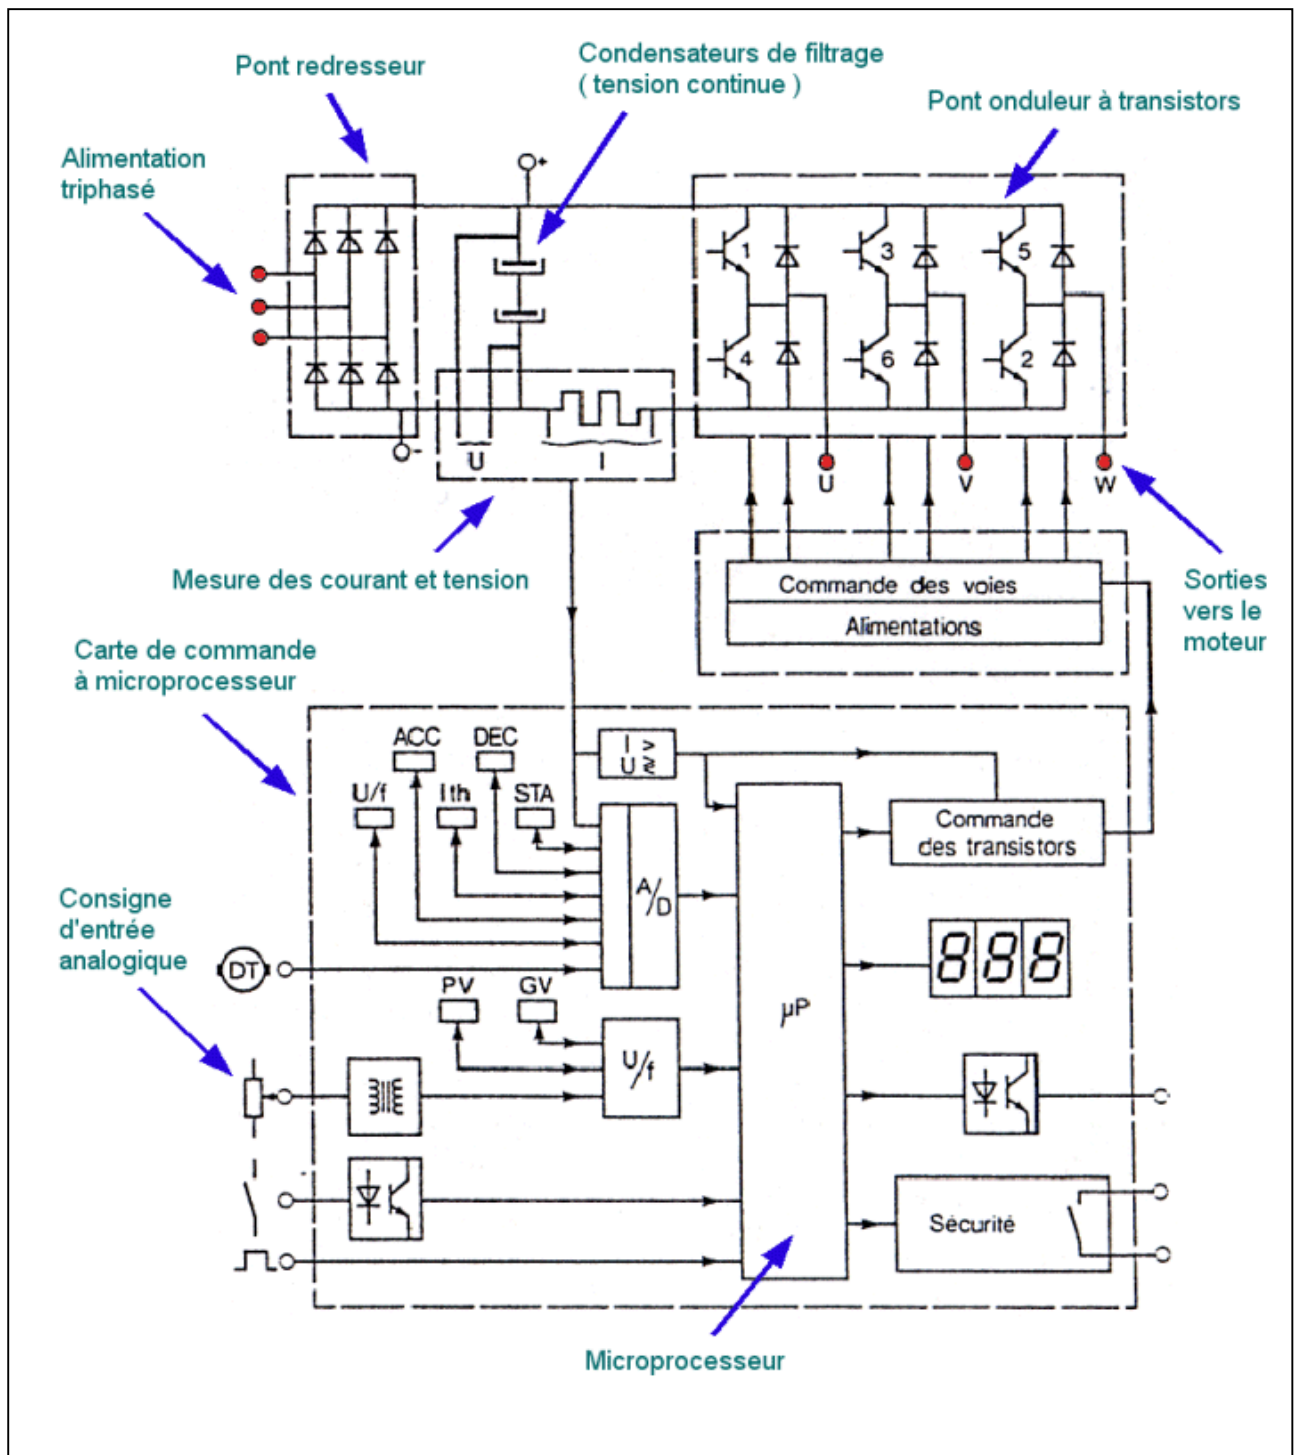 Condensateurs de filtrage
( tension continue )
Pont redresseur
Pont onduleur à transistors
Alimentation
triphasé
+
1
3
5
4
6
2
-
U
I
U
V
W
Mesure des courant et tension
Commande des voies
Alimentations
Sorties
vers le
moteur
Carte de commande
à microprocesseur
ACC
DEC
I >
U ≷
U/f
Ith
STA
Commande
des transistors
A/D
Consigne
d'entrée
analogique
DT
888
PV
GV
µP
U/f
Sécurité
Microprocesseur